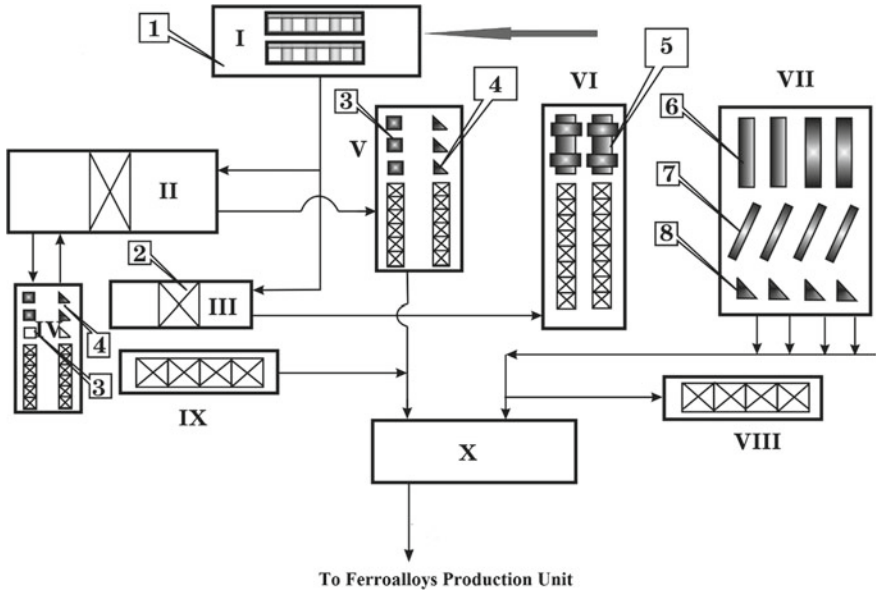 1
I
5
VI
VII
4
3
V
6
II
7
2
8
III
IV
4
3
IX
VIII
X
To Ferroalloys Production Unit